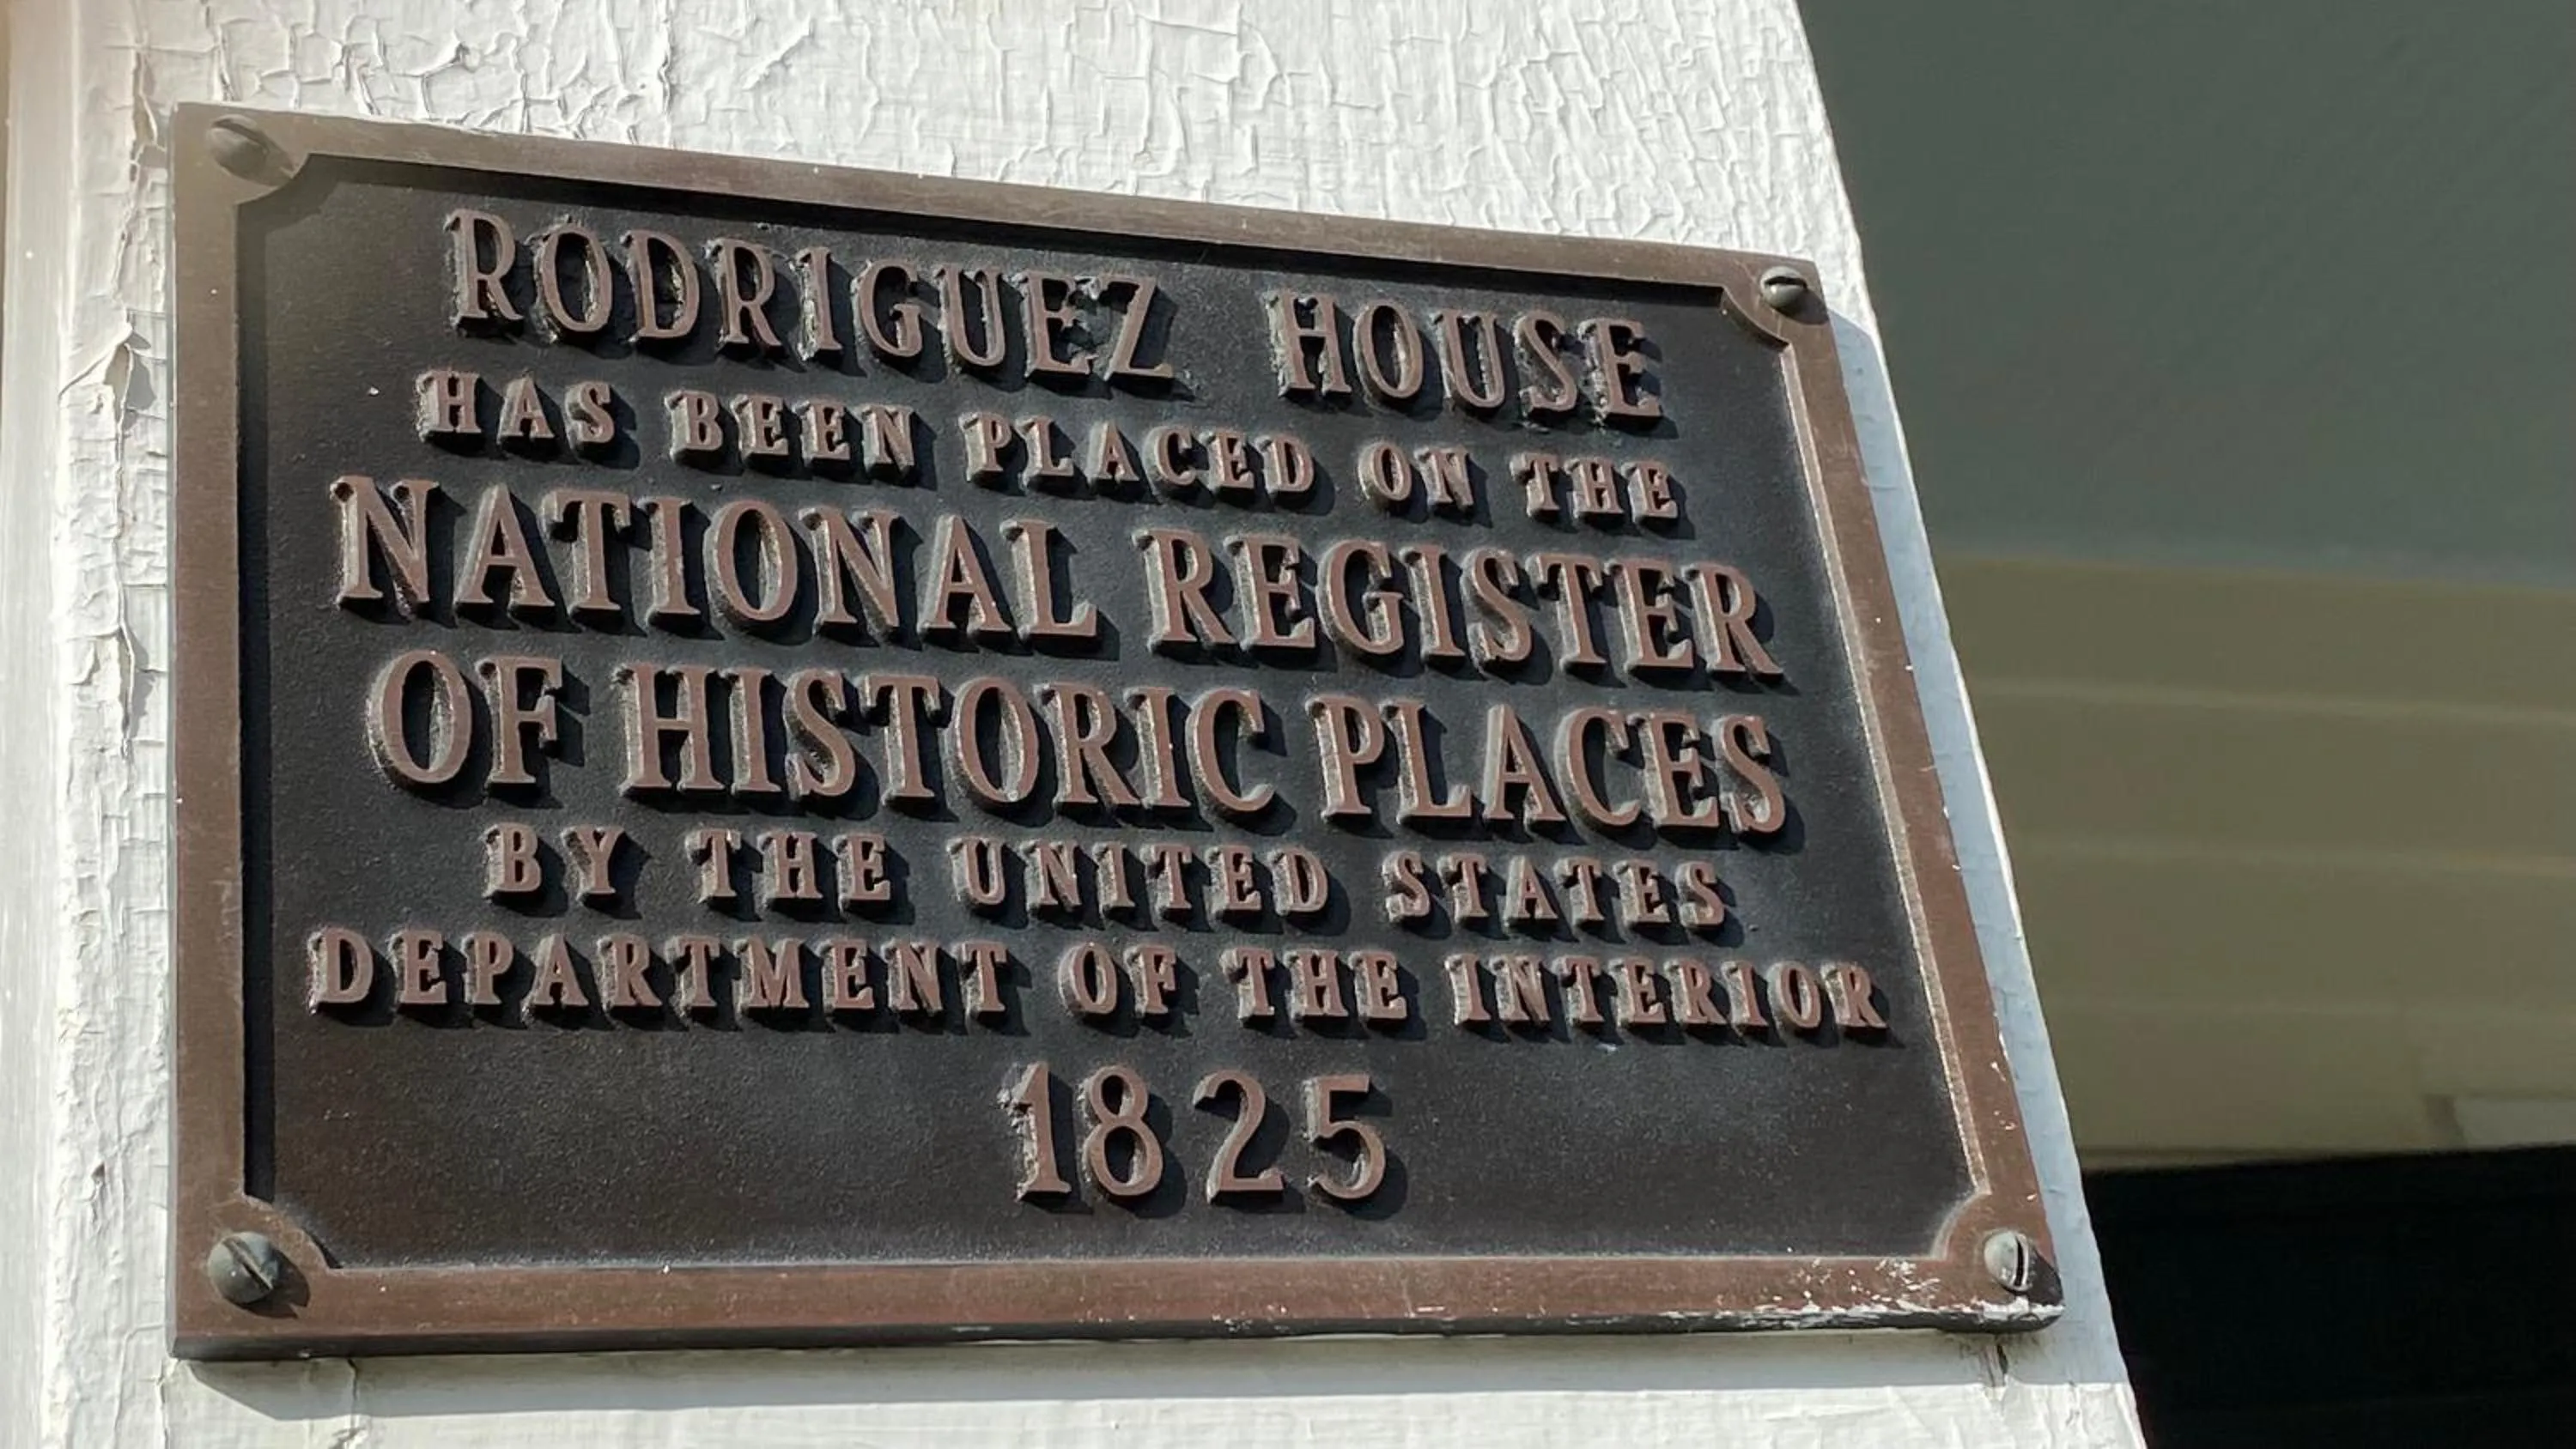 RODRIGUEZ HOUSE
HAS BEEN PLACED ON THE
NATIONAL REGISTER
OF HISTORIC PLACES
BY THE UNITED STATES
DEPARTMENT OF THE INTERIOR
1825